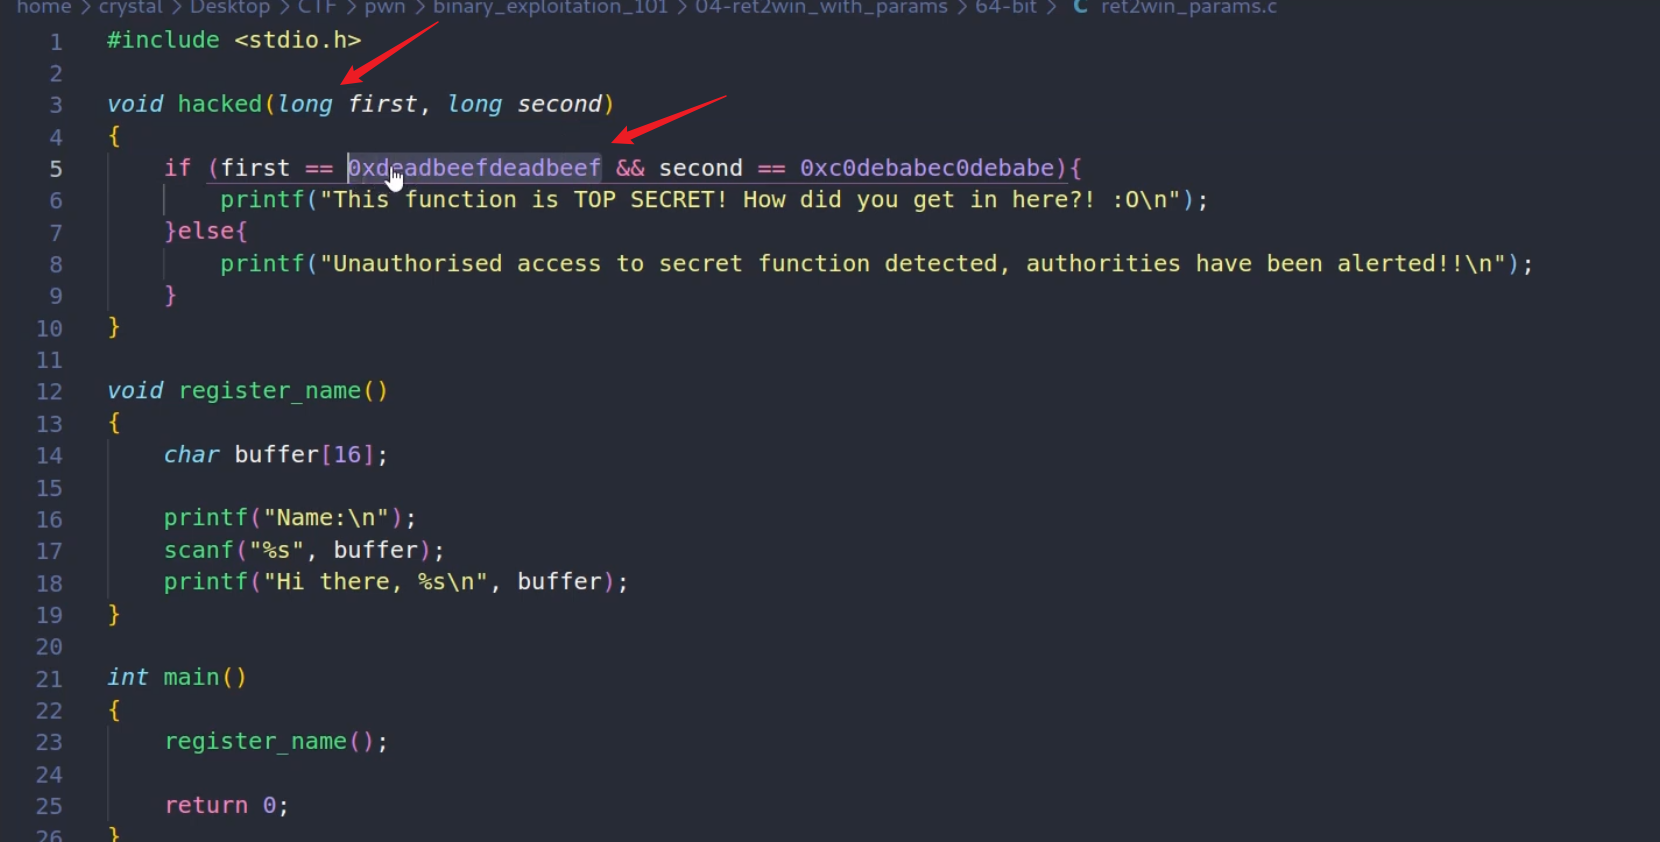 home > crystal > Desktop > CTF > pwn > binary_exploitation_101 > 04-ret2win_with_params > 64-bit > C ret2win_params.c
1 #include <stdio.h>
2
3 void hacked(long first, long second)
4 {
5 if (first == 0xdeadbeefdeadbeef && second == 0xc0debabec0debabe){
6 printf("This function is TOP SECRET! How did you get in here?! :O\n");
7 }else{
8 printf("Unauthorised access to secret function detected, authorities have been alerted!!\n");
9 }
10 }
11
12 void register_name()
13 {
14 char buffer[16];
15
16 printf("Name:\n");
17 scanf("%s", buffer);
18 printf("Hi there, %s\n", buffer);
19 }
20
21 int main()
22 {
23 register_name();
24
25 return 0;
26 }